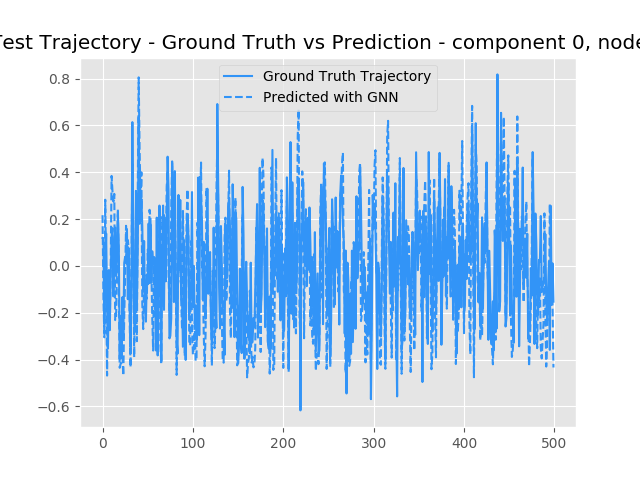 Test Trajectory - Ground Truth vs Prediction - component 0, node
Ground Truth Trajectory
Predicted with GNN
0.8
0.6
0.4
0.2
0.0
−0.2
−0.4
−0.6
0 100 200 300 400 500